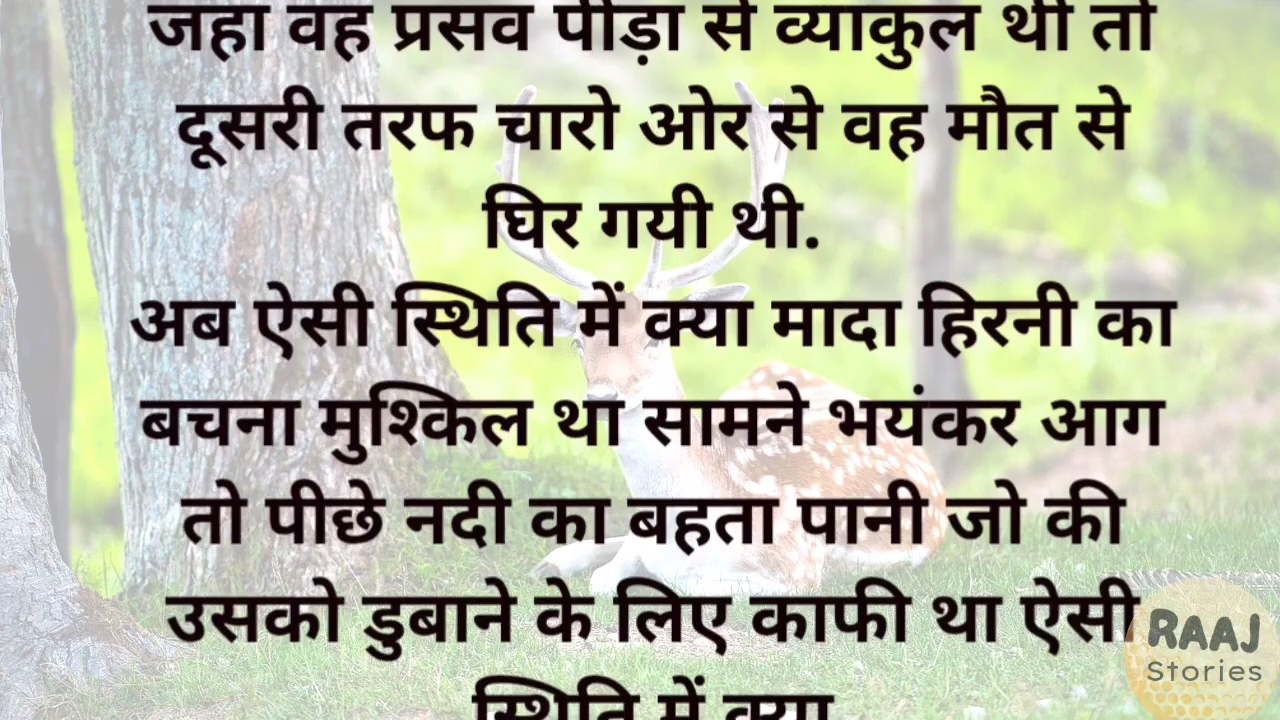 जहा वह प्रसव पीड़ा से व्याकुल थी तो
दूसरी तरफ चारो ओर से वह मौत से
घिर गयी थी.
अब ऐसी स्थिति में क्या मादा हिरनी का
बचना मुश्किल था सामने भयंकर आग
तो पीछे नदी का बहता पानी जो की
उसको डुबाने के लिए काफी था ऐसी
स्थिति में क्या
RAAJ
Stories